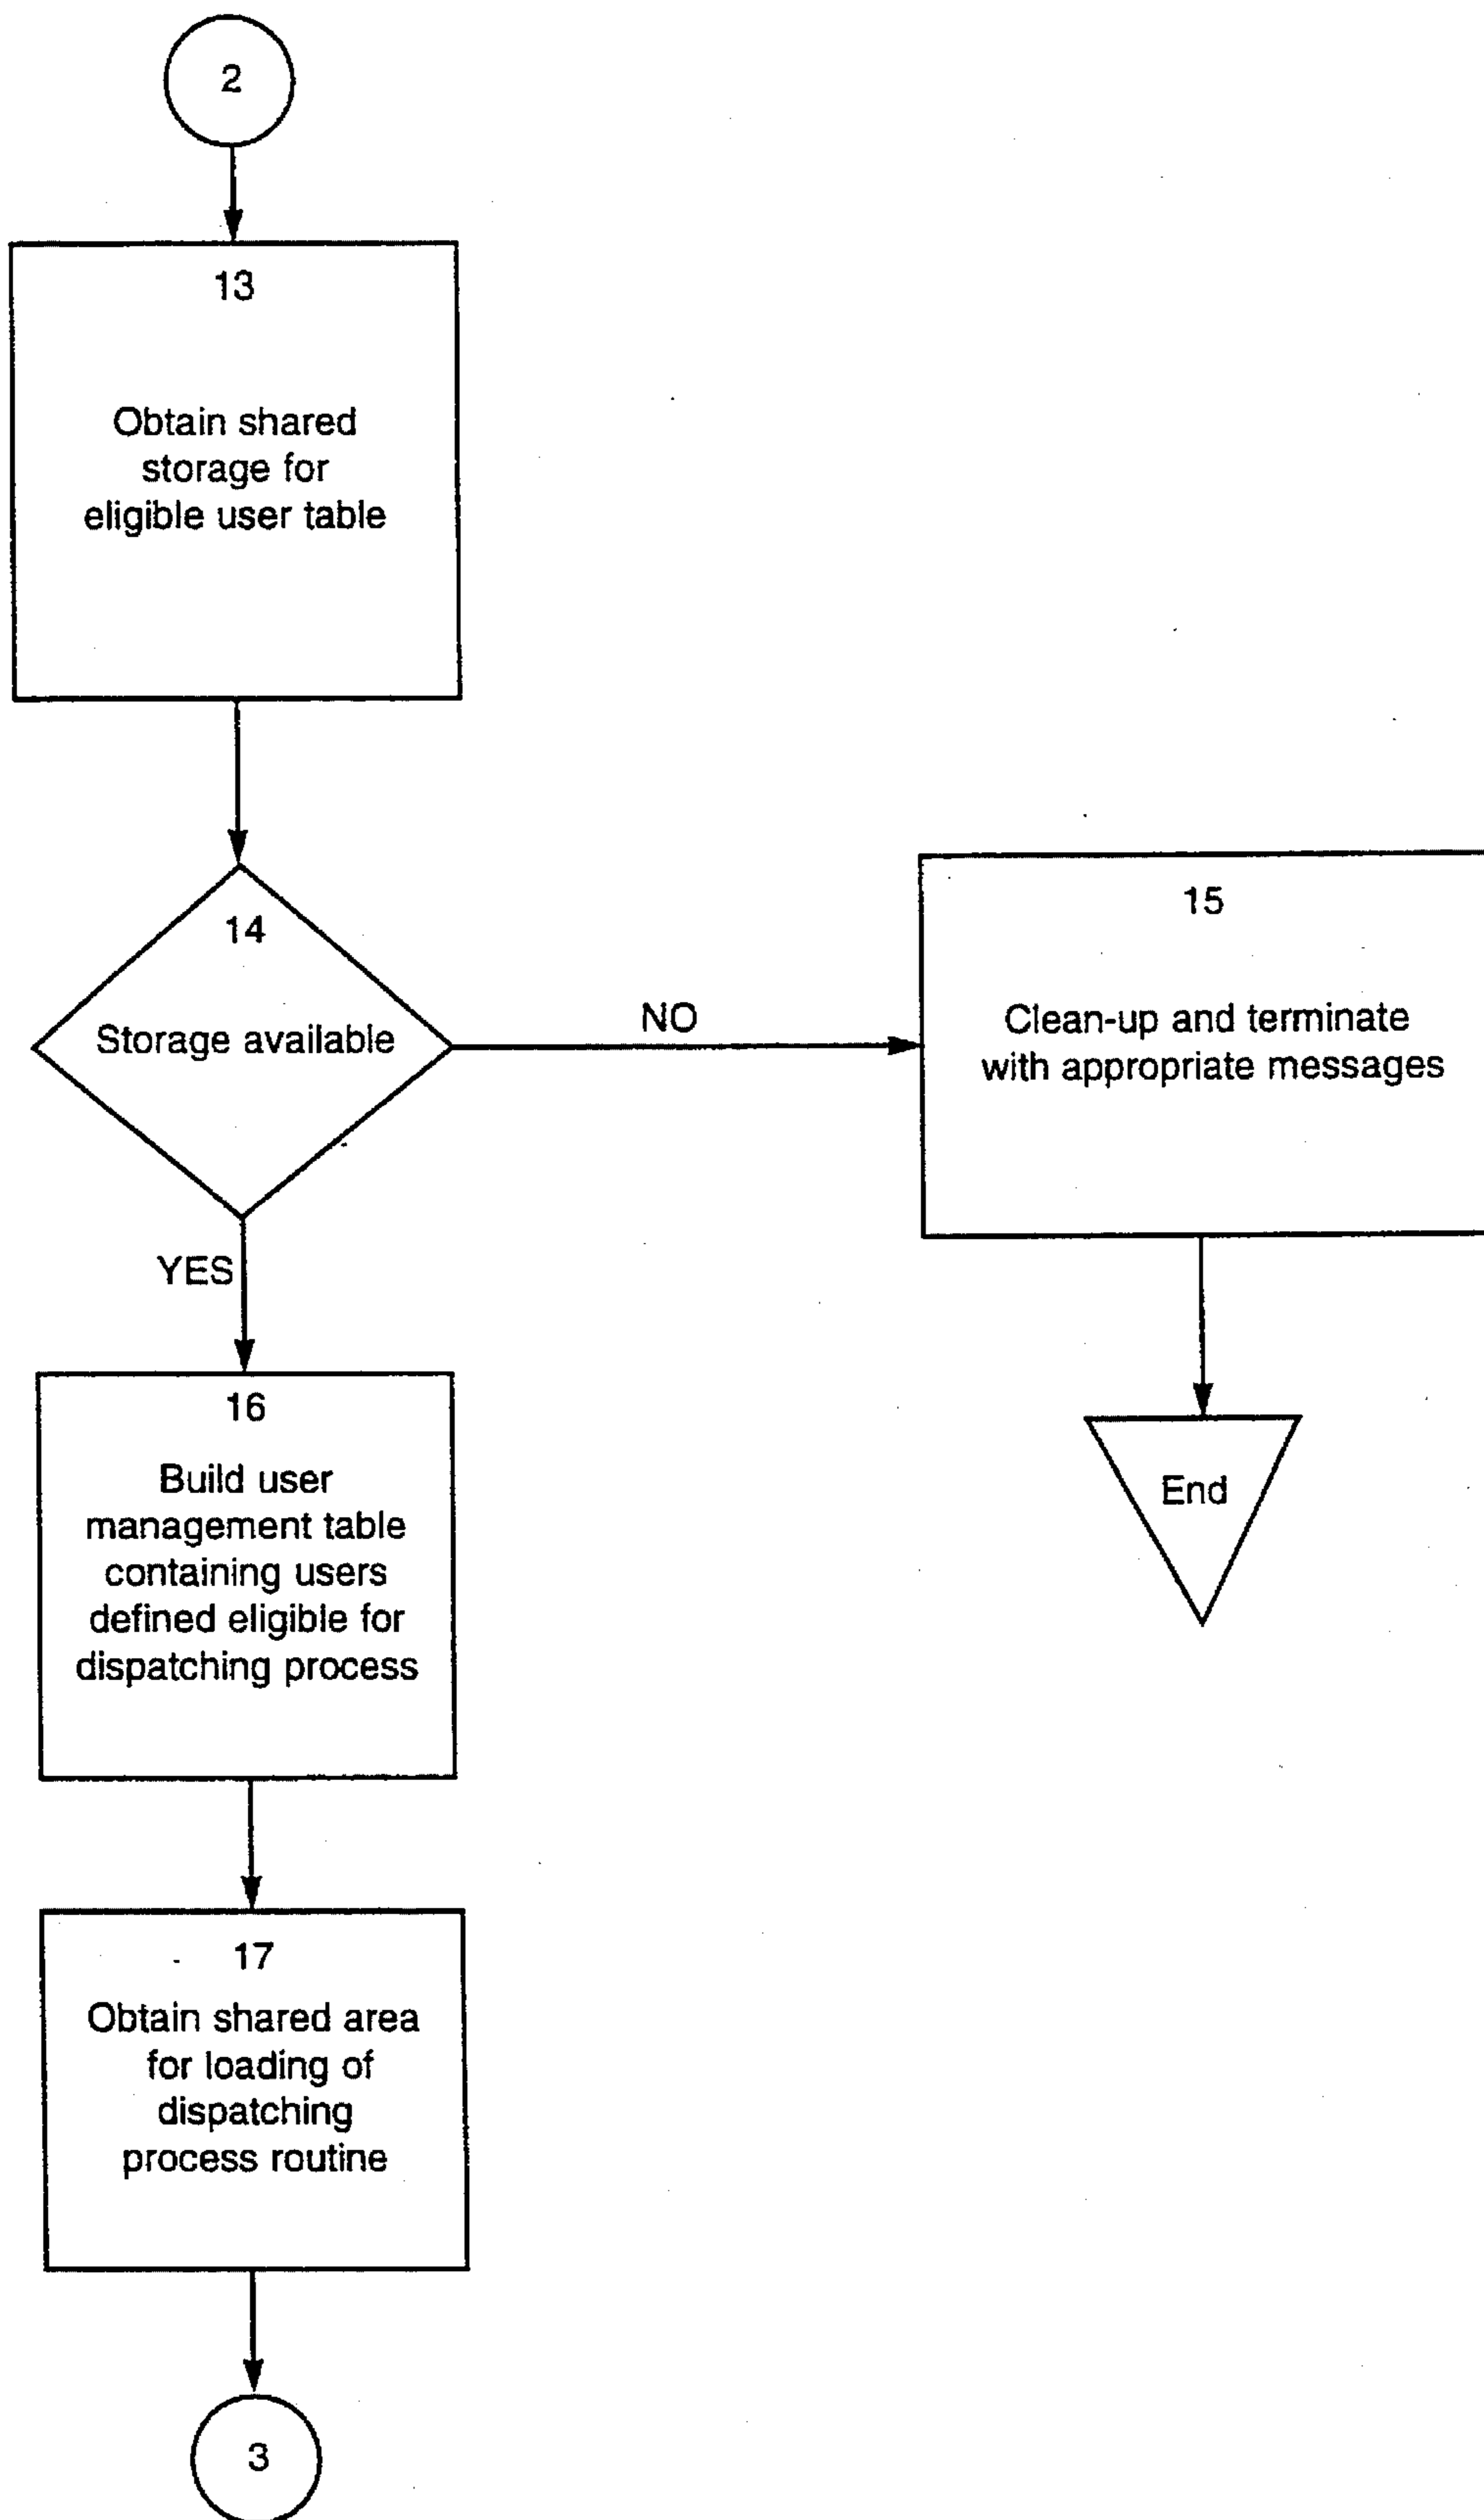 2
13
Obtain shared
storage for
eligible user table
14
Storage available
NO
15
Clean-up and terminate
with appropriate messages
YES
16
Build user
management table
containing users
defined eligible for
dispatching process
End
17
Obtain shared area
for loading of
dispatching
process routine
3